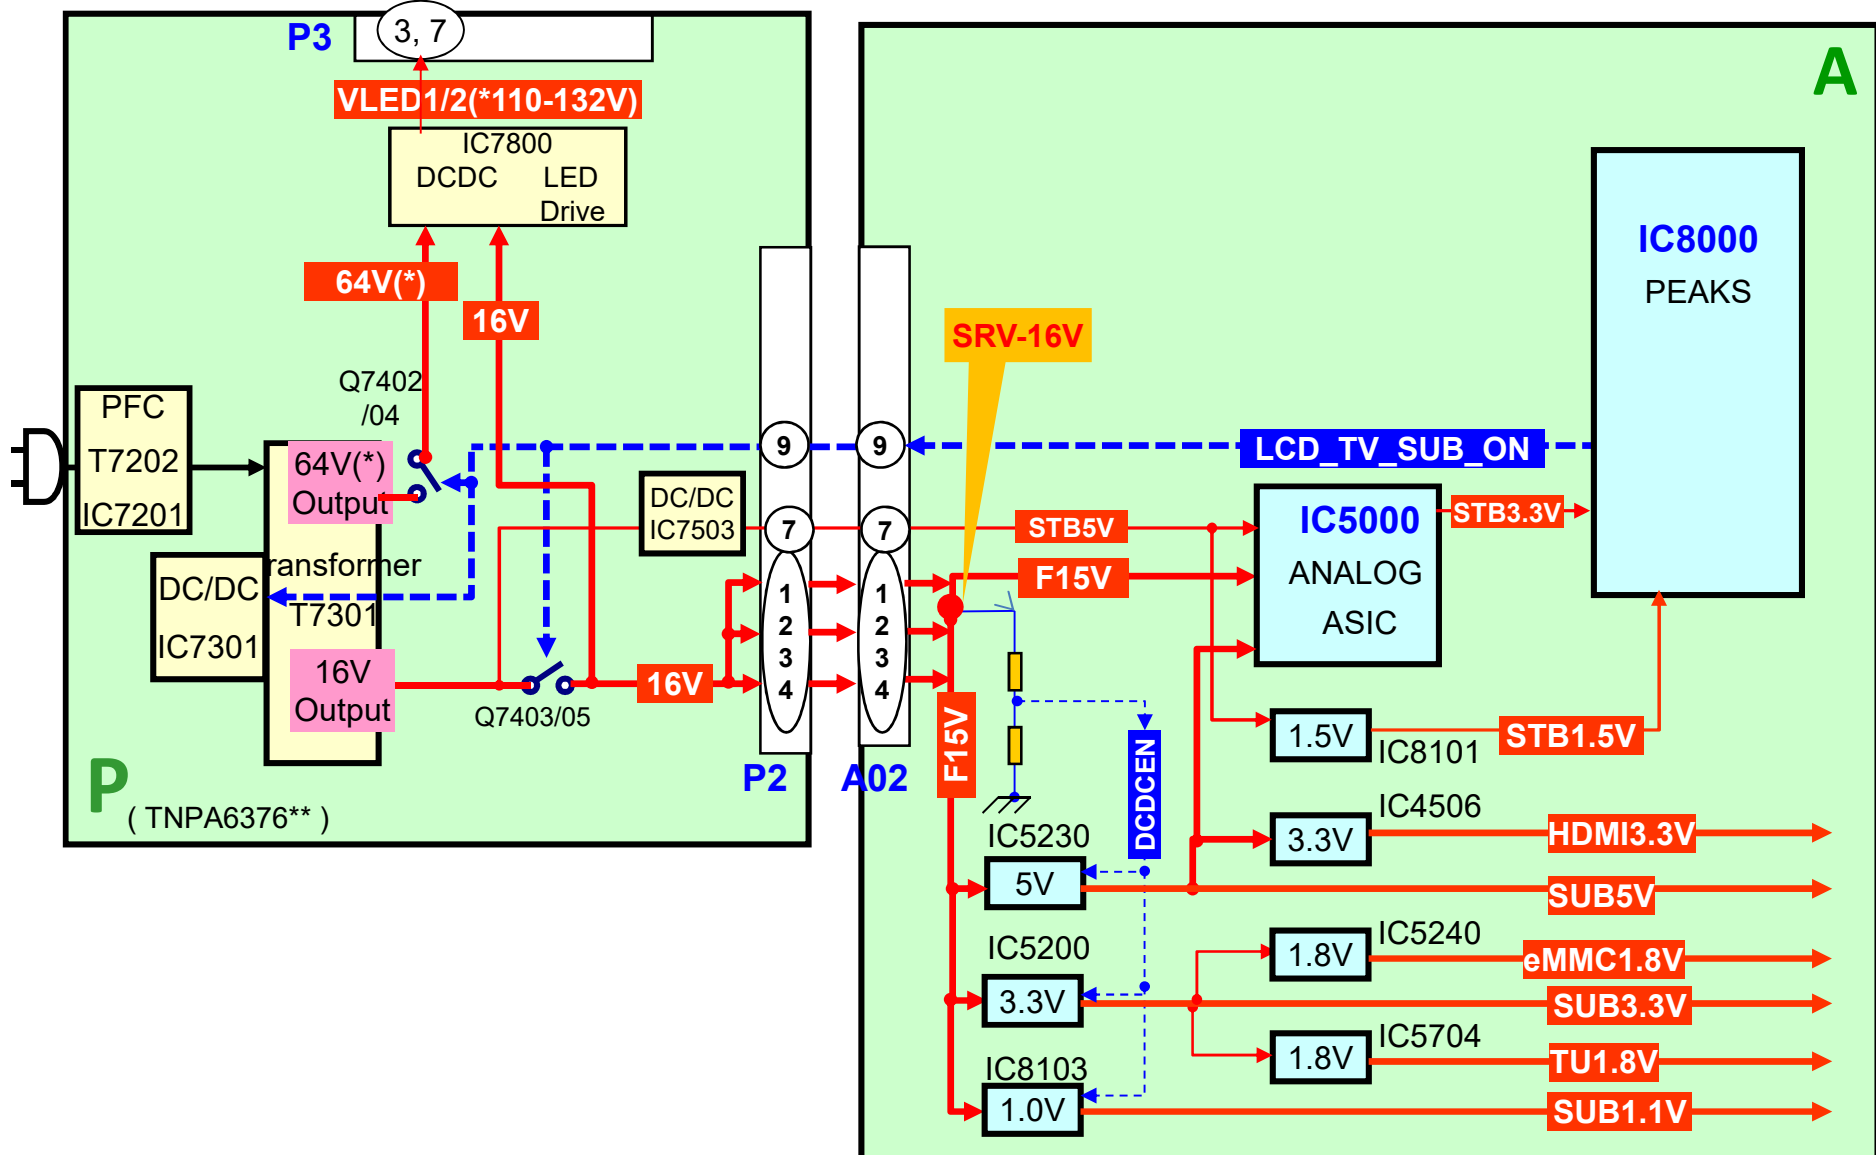 P3
3, 7
VLED1/2(*110-132V)
IC7800
DCDC LED
Drive
64V(*)
16V
Q7402
/04
PFC
T7202
IC7201
64V(*)
Output
DC/DC
IC7301
ransformer
T7301
16V
Output
DC/DC
IC7503
Q7403/05
16V
9
7
1
2
3
4
P2
P
( TNPA6376** )
A
9
7
1
2
3
4
A02
SRV-16V
LCD_TV_SUB_ON
IC8000
PEAKS
STB5V
F15V
IC5000
ANALOG
ASIC
STB3.3V
F15V
DCDCEN
1.5V
IC8101
STB1.5V
IC4506
3.3V
HDMI3.3V
IC5230
5V
SUB5V
IC5240
1.8V
eMMC1.8V
IC5200
3.3V
SUB3.3V
IC5704
1.8V
TU1.8V
IC8103
1.0V
SUB1.1V